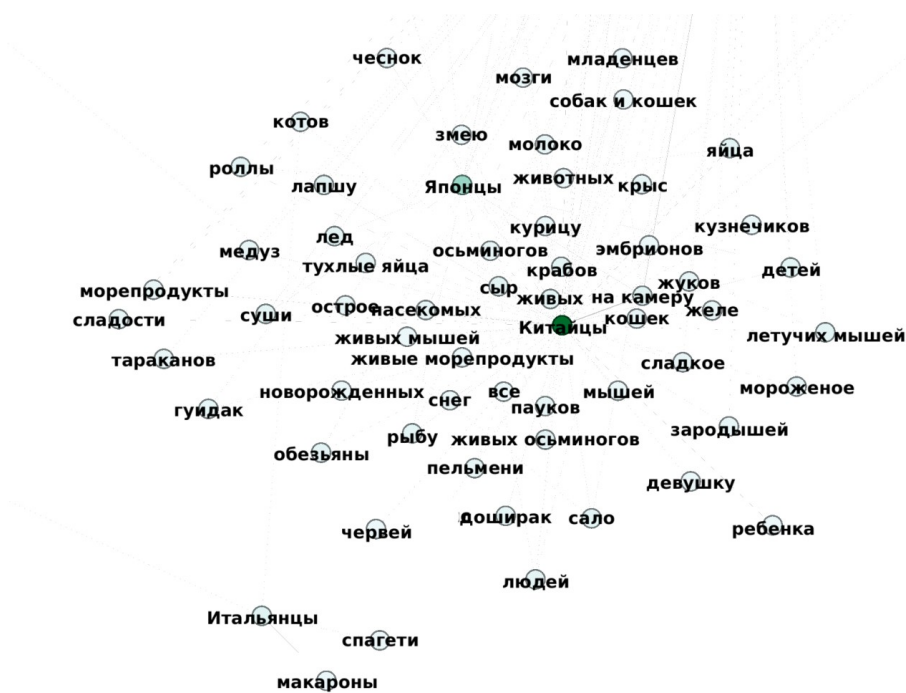 чеснок
младенцев
мозги
собак и кошек
котов
змею
молоко
яйца
роллы
лапшу
Японцы
животных
крыс
курицу
кузнечиков
лед
медуз
осьминогов
эмбрионов
тухлые яйца
крабов
детей
морепродукты
сыр
жуков
живых
на камеру
сладости
суши
острое
насекомых
кошек
желе
Китайцы
живых мышей
летучих мышей
тараканов
живые морепродукты
сладкое
новорожденных
снег
все
мышей
мороженое
гуидак
пауков
рыбу
живых осьминогов
зародышей
обезьяны
пельмени
девушку
червей
доширак
сало
ребенка
людей
Итальянцы
спагети
макароны